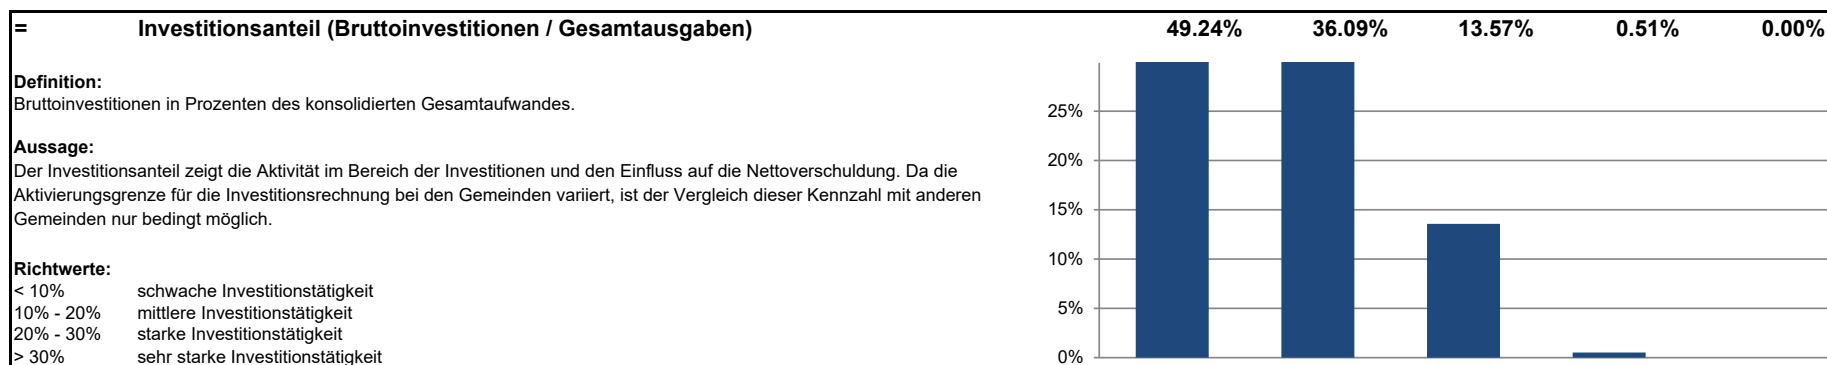 = Investitionsanteil (Bruttoinvestitionen / Gesamtausgaben) 49.24% 36.09% 13.57% 0.51% 0.00%
Definition:
Bruttoinvestitionen in Prozenten des konsolidierten Gesamtaufwandes.
Aussage:
Der Investitionsanteil zeigt die Aktivität im Bereich der Investitionen und den Einfluss auf die Nettoverschuldung. Da die
Aktivierungsgrenze für die Investitionsrechnung bei den Gemeinden variiert, ist der Vergleich dieser Kennzahl mit anderen
Gemeinden nur bedingt möglich.
Richtwerte:
< 10% schwache Investitionstätigkeit
10% - 20% mittlere Investitionstätigkeit
20% - 30% starke Investitionstätigkeit
> 30% sehr starke Investitionstätigkeit
25%
20%
15%
10%
5%
0%